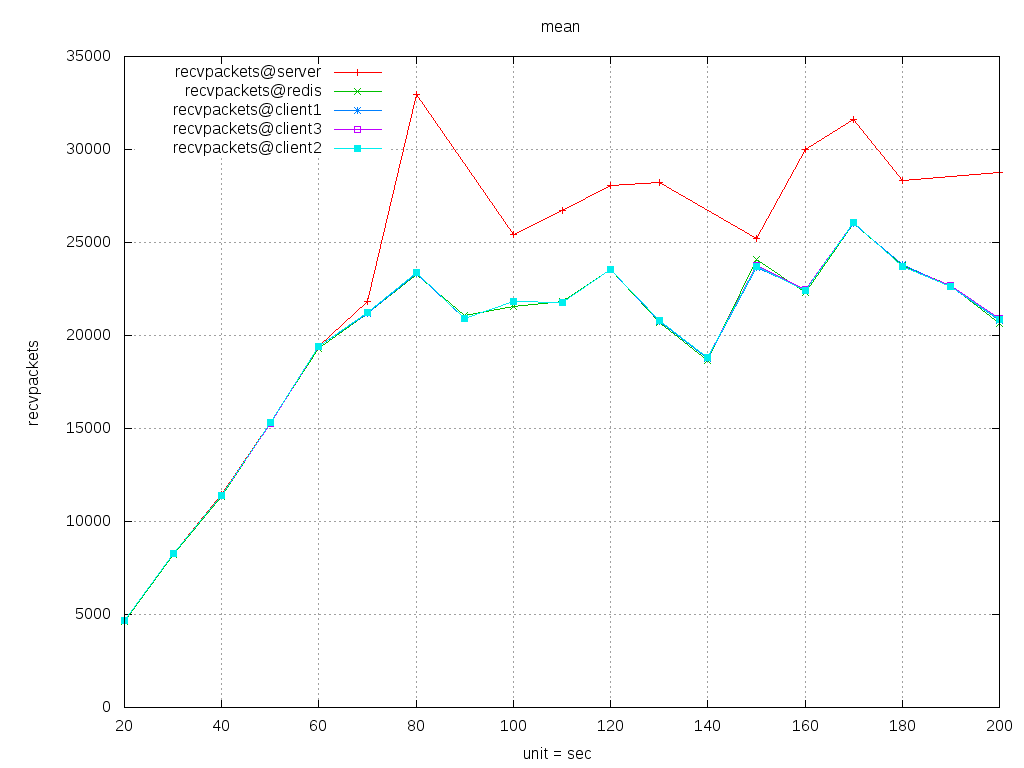 mean
35000
30000
25000
20000
15000
10000
5000
0
recvpackets@server
recvpackets@redis
recvpackets@client1
recvpackets@client3
recvpackets@client2
recvpackets
20 40 60 80 100 120 140 160 180 200
unit = sec